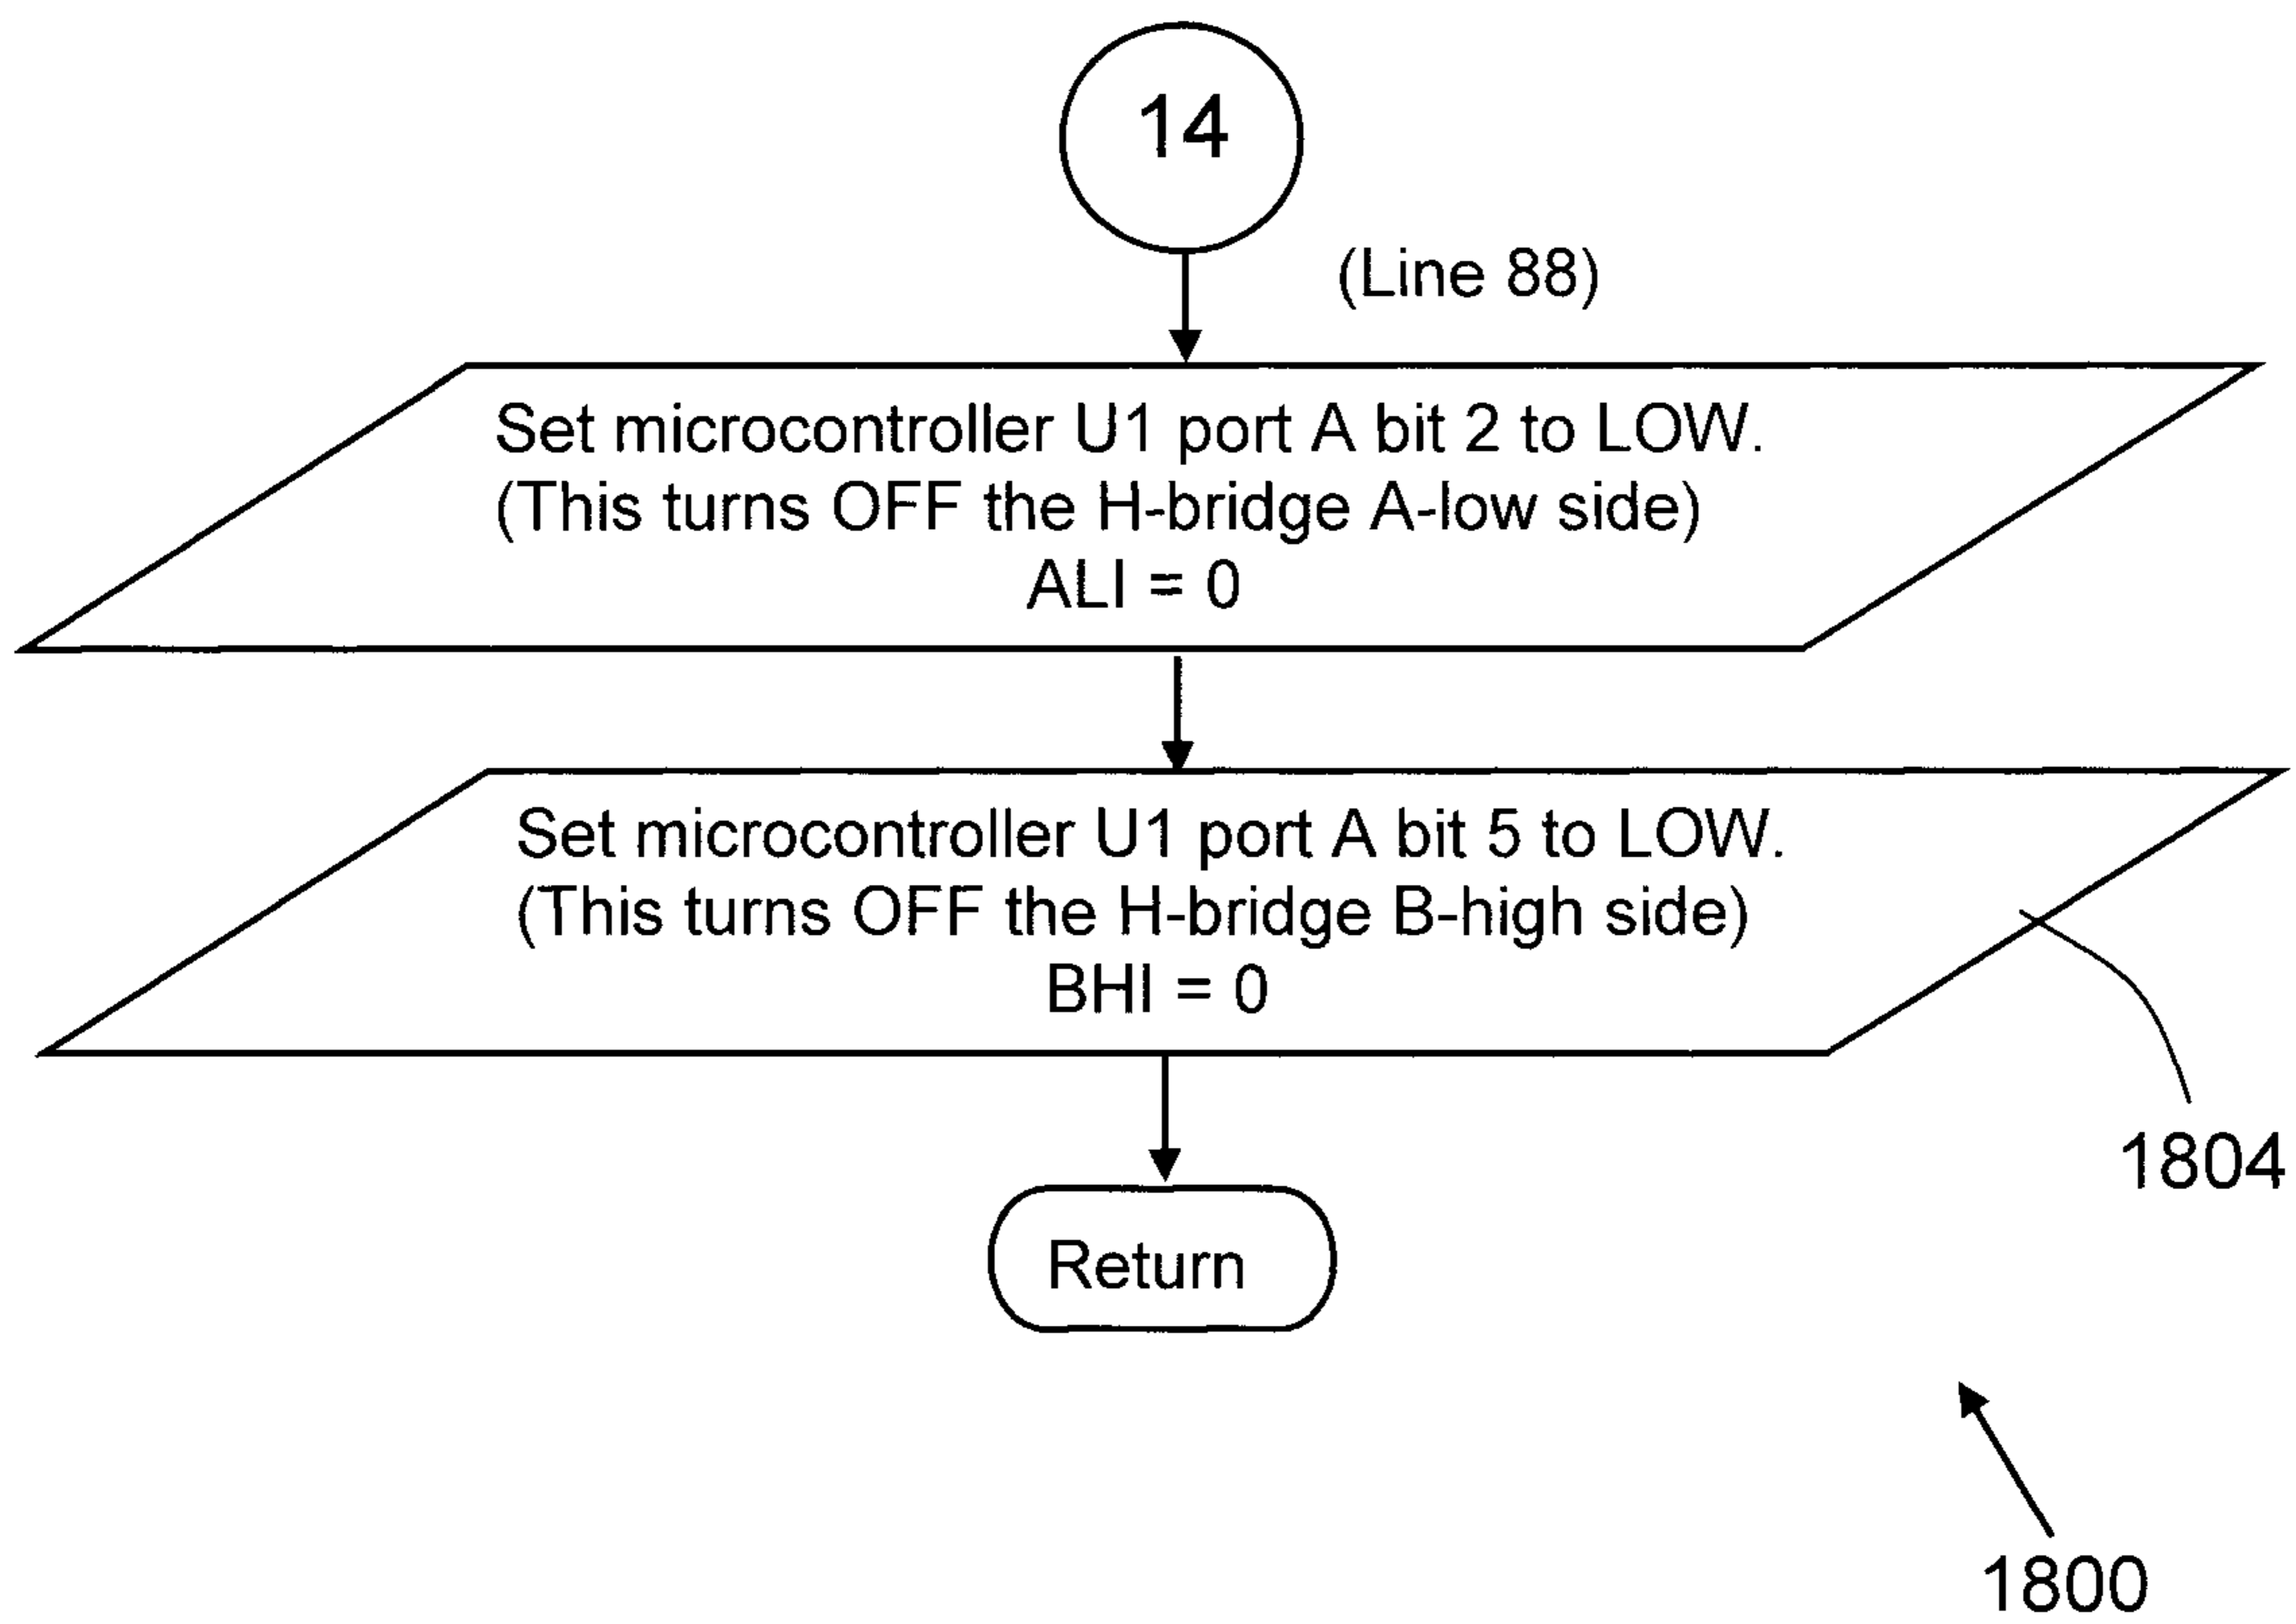 14
(Line 88)
Set microcontroller U1 port A bit 2 to LOW.
(This turns OFF the H-bridge A-low side)
ALI = 0
Set microcontroller U1 port A bit 5 to LOW.
(This turns OFF the H-bridge B-high side)
BHI = 0
1804
Return
1800